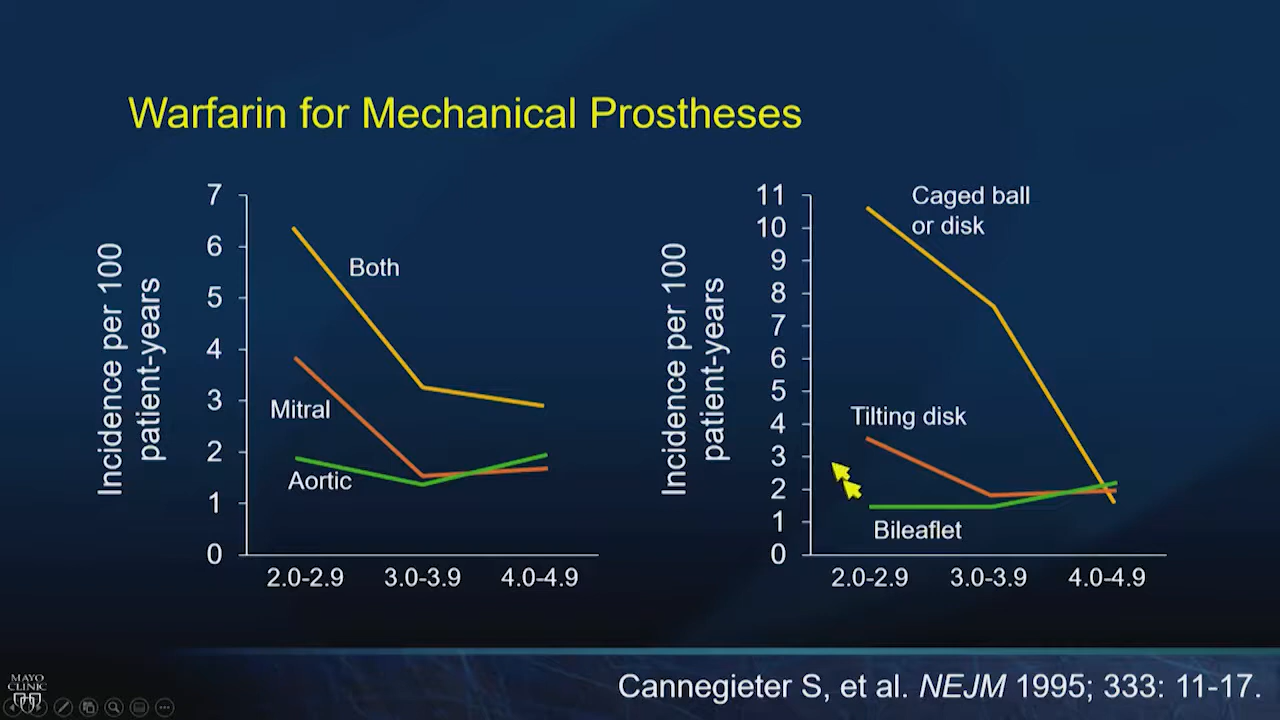 Warfarin for Mechanical Prostheses
Incidence per 100
patient-years
7
6
5
4
3
2
1
0
Both
Mitral
Aortic
2.0-2.9 3.0-3.9 4.0-4.9
Incidence per 100
patient-years
11
10
9
8
7
6
5
4
3
2
1
0
Caged ball
or disk
Tilting disk
Bileaflet
2.0-2.9 3.0-3.9 4.0-4.9
Cannegieter S, et al. NEJM 1995; 333: 11-17.
MAYO
CLINIC